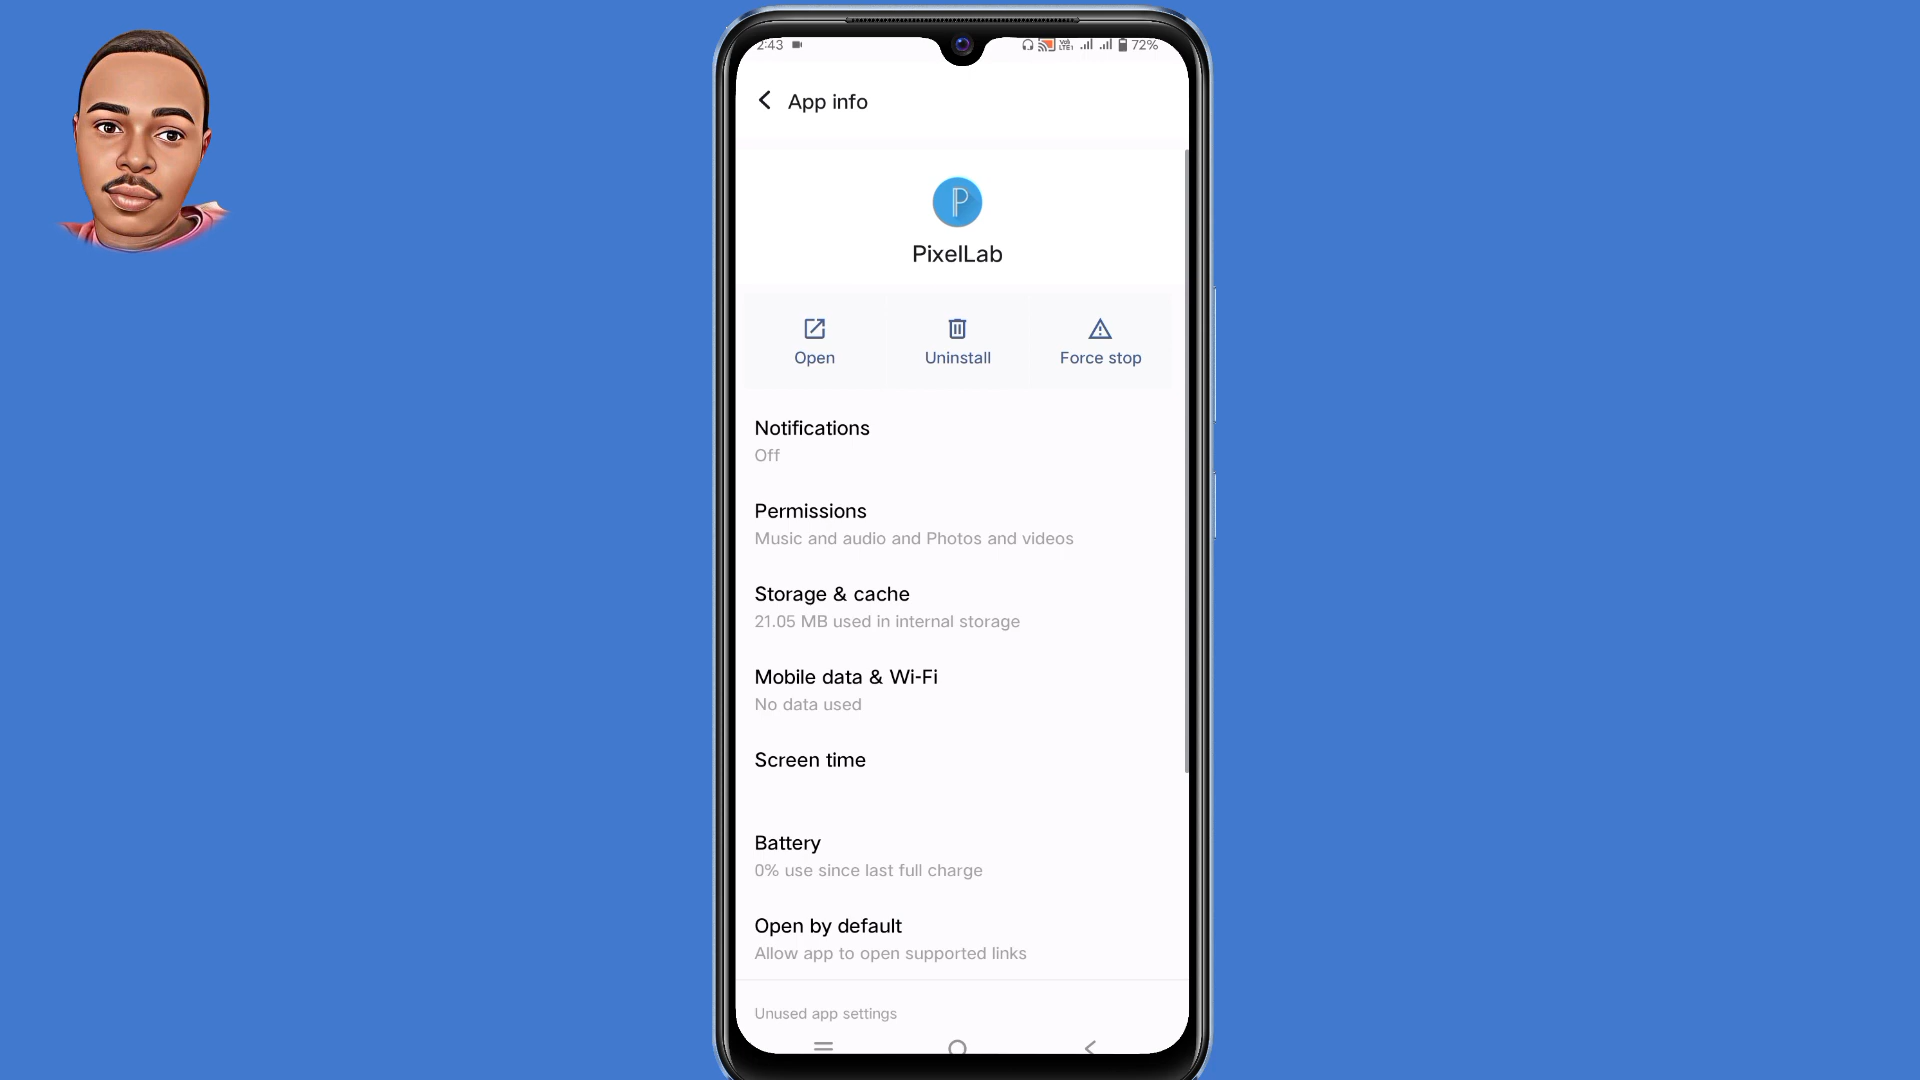 2:43 72%
App info
P
PixelLab
Open Uninstall Force stop
Notifications
Off
Permissions
Music and audio and Photos and videos
Storage & cache
21.05 MB used in internal storage
Mobile data & Wi-Fi
No data used
Screen time
Battery
0% use since last full charge
Open by default
Allow app to open supported links
Unused app settings